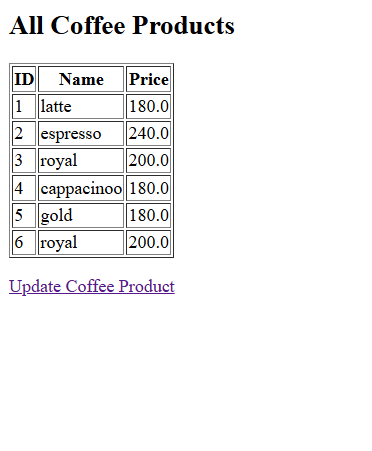 All Coffee Products
ID Name Price
1 latte 180.0
2 espresso 240.0
3 royal 200.0
4 cappacinoo 180.0
5 gold 180.0
6 royal 200.0
Update Coffee Product